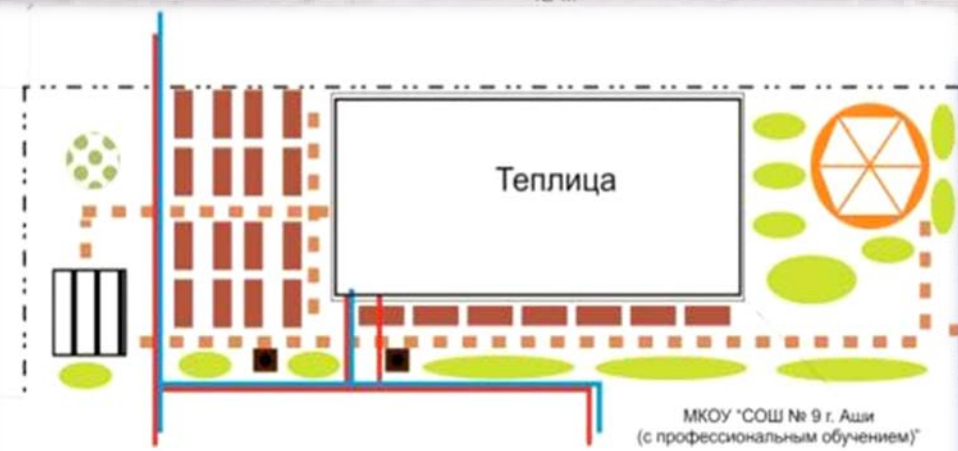 Теплица
МКОУ "СОШ № 9 г. Аши
(с профессиональным обучением)"